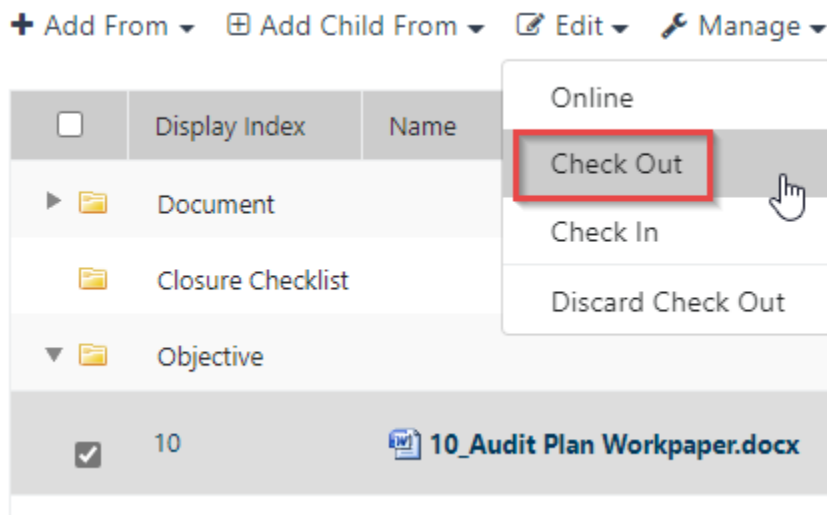 Add From Add Child From Edit Manage
Online
Display Index Name
Check Out
Document
Check In
Closure Checklist
Discard Check Out
Objective
10 10_Audit Plan Workpaper.docx